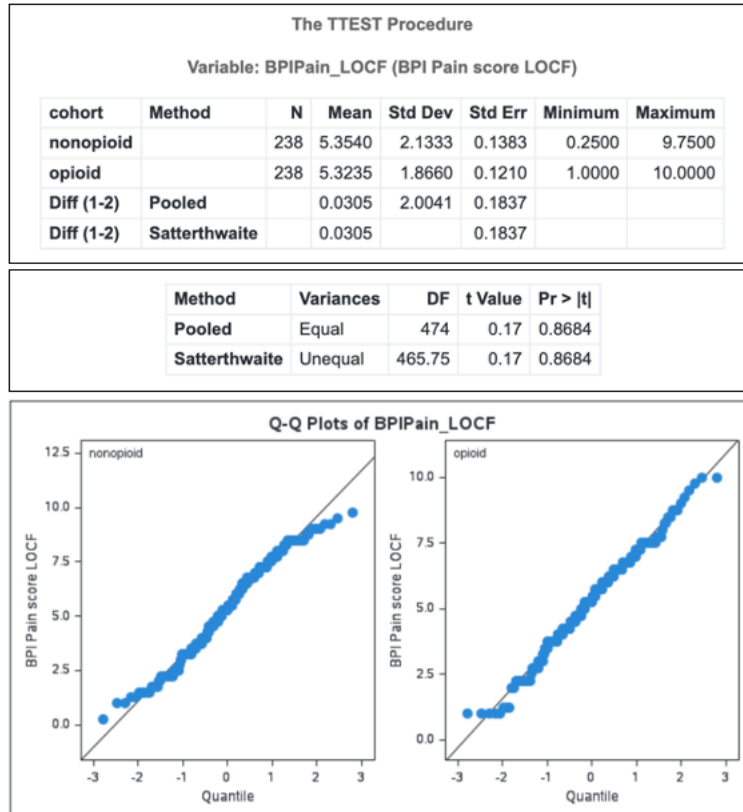 The TTEST Procedure
Variable: BPIPain_LOCF (BPI Pain score LOCF)
cohort Method N Mean Std Dev Std Err Minimum Maximum
nonopioid 238 5.3540 2.1333 0.1383 0.2500 9.7500
opioid 238 5.3235 1.8660 0.1210 1.0000 10.0000
Diff (1-2) Pooled 0.0305 2.0041 0.1837
Diff (1-2) Satterthwaite 0.0305 0.1837
Method Variances DF t Value Pr > |t|
Pooled Equal 474 0.17 0.8684
Satterthwaite Unequal 465.75 0.17 0.8684
Q-Q Plots of BPIPain_LOCF
nonopioid
BPI Pain score LOCF
12.5
10.0
7.5
5.0
2.5
0.0
-3 -2 -1 0 1 2 3
Quantile
opioid
BPI Pain score LOCF
10.0
7.5
5.0
2.5
0.0
-3 -2 -1 0 1 2 3
Quantile